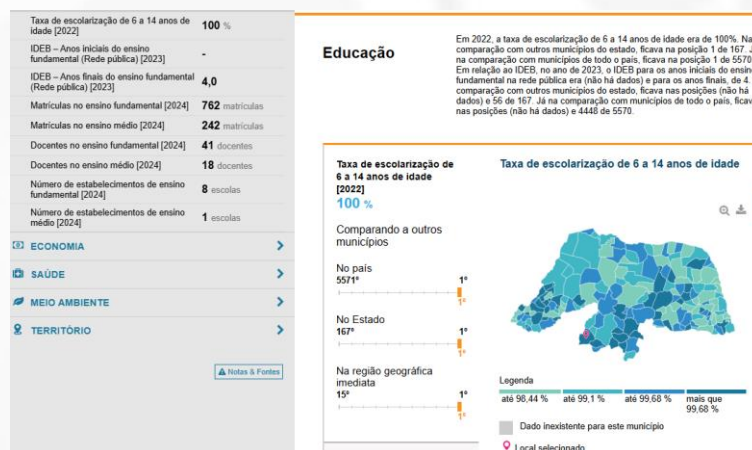 Taxa de escolarização de 6 a 14 anos de
idade [2022]
100 %
IDEB – Anos iniciais do ensino
fundamental (Rede pública) [2023]
-
IDEB – Anos finais do ensino fundamental
(Rede pública) [2023]
4,0
Matrículas no ensino fundamental [2024]
762 matrículas
Matrículas no ensino médio [2024]
242 matrículas
Docentes no ensino fundamental [2024]
41 docentes
Docentes no ensino médio [2024]
18 docentes
Número de estabelecimentos de ensino
fundamental [2024]
8 escolas
Número de estabelecimentos de ensino
médio [2024]
1 escolas
ECONOMIA
SAÚDE
MEIO AMBIENTE
TERRITÓRIO
Notas & Fontes
Educação
Em 2022, a taxa de escolarização de 6 a 14 anos de idade era de 100%. Na
comparação com outros municípios do estado, ficava na posição 1 de 167. J
na comparação com municípios de todo o país, ficava na posição 1 de 5570
Em relação ao IDEB, no ano de 2023, o IDEB para os anos iniciais do ensino
fundamental na rede pública era (não há dados) e para os anos finais, de 4.
comparação com outros municípios do estado, ficava nas posições (não há
dados) e 56 de 167. Já na comparação com municípios de todo o país, ficav
nas posições (não há dados) e 4448 de 5570.
Taxa de escolarização de
6 a 14 anos de idade
[2022]
100 %
Comparando a outros
municípios
No país
5571º 1º
1º
No Estado
167º 1º
1º
Na região geográfica
imediata
15º 1º
1º
Taxa de escolarização de 6 a 14 anos de idade
Legenda
até 98,44 % até 99,1 % até 99,68 % mais que
99,68 %
Dado inexistente para este município
Local selecionado